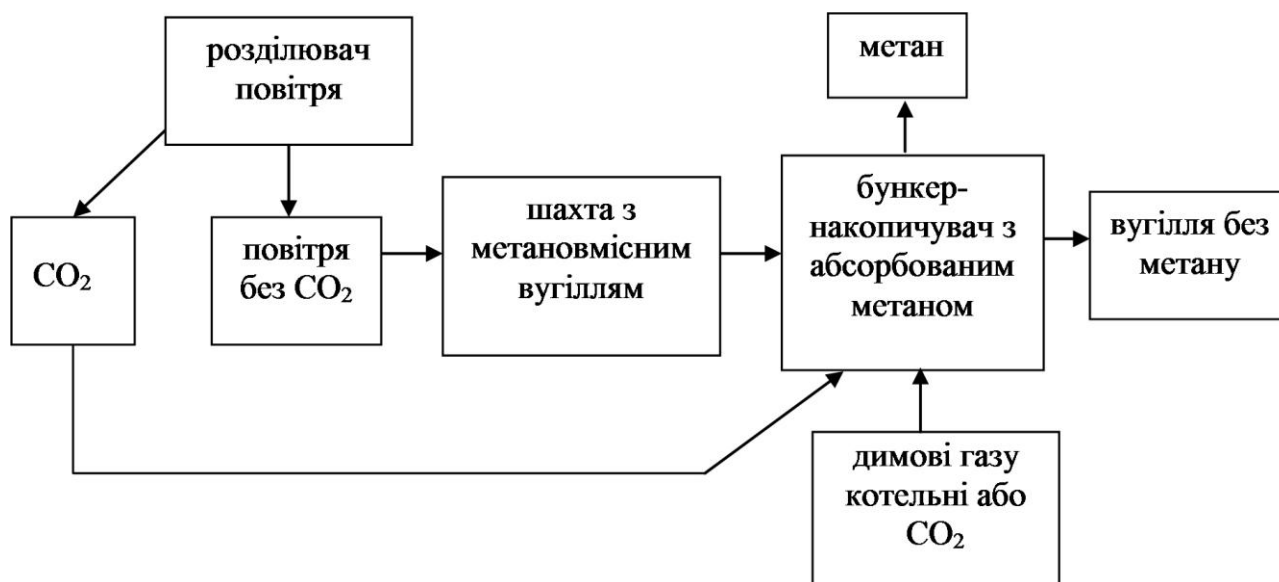 розділювач
повітря
метан
CO₂
повітря
без CO₂
шахта з
метановмісним
вугіллям
бункер-
накопичувач з
абсорбованим
метаном
вугілля без
метану
димові газу
котельні або
CO₂